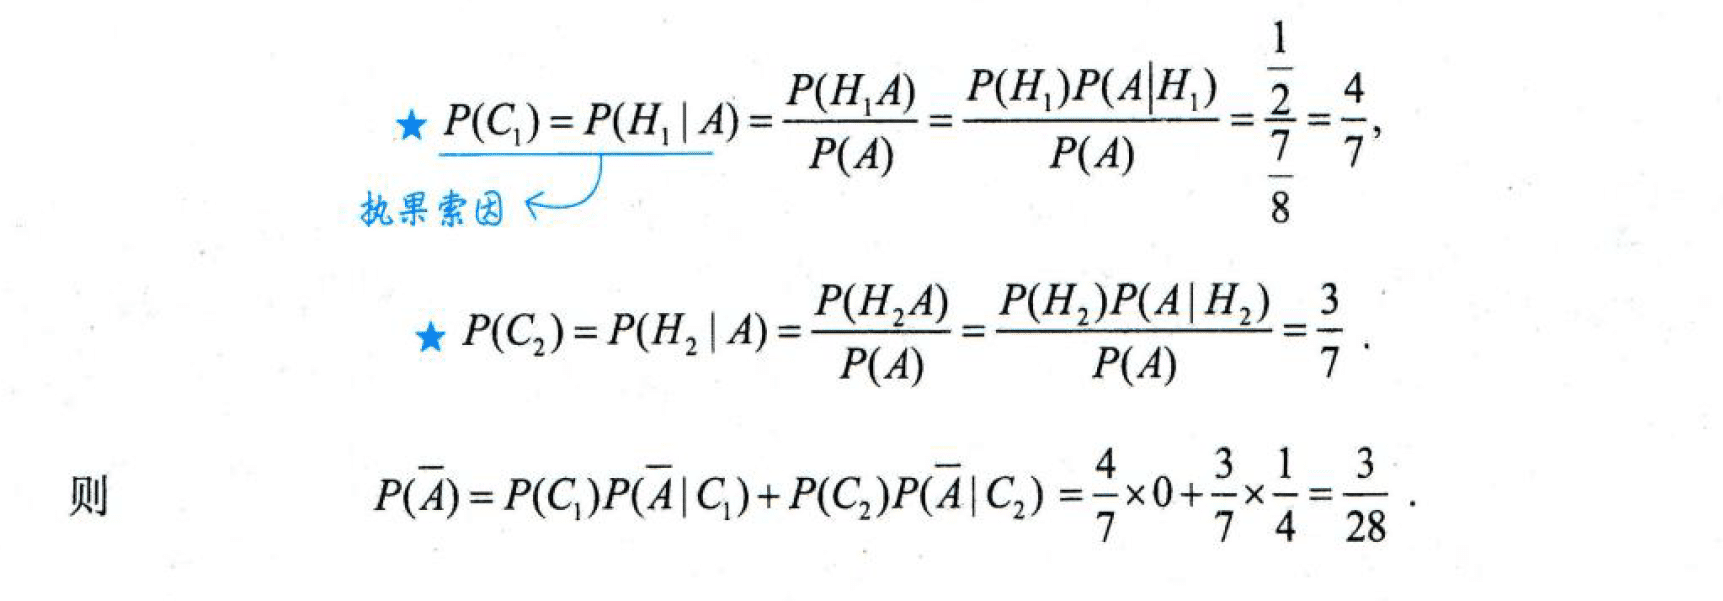 ★ P(C₁) = P(H₁ | A) = P(H₁A)/P(A) = P(H₁)P(A|H₁)/P(A) = (1/2)/(7/8) = 4/7,
执果索因
★ P(C₂) = P(H₂ | A) = P(H₂A)/P(A) = P(H₂)P(A | H₂)/P(A) = 3/7 .
则 P(A̅) = P(C₁)P(A̅ | C₁) + P(C₂)P(A̅ | C₂) = 4/7 × 0 + 3/7 × 1/4 = 3/28 .